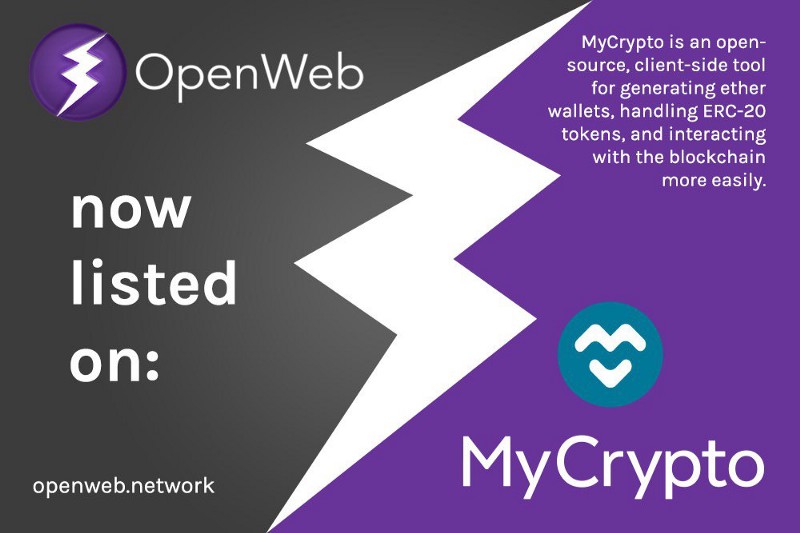 OpenWeb
now
listed
on:
openweb.network
MyCrypto is an open-
source, client-side tool
for generating ether
wallets, handling ERC-20
tokens, and interacting
with the blockchain
more easily.
MyCrypto